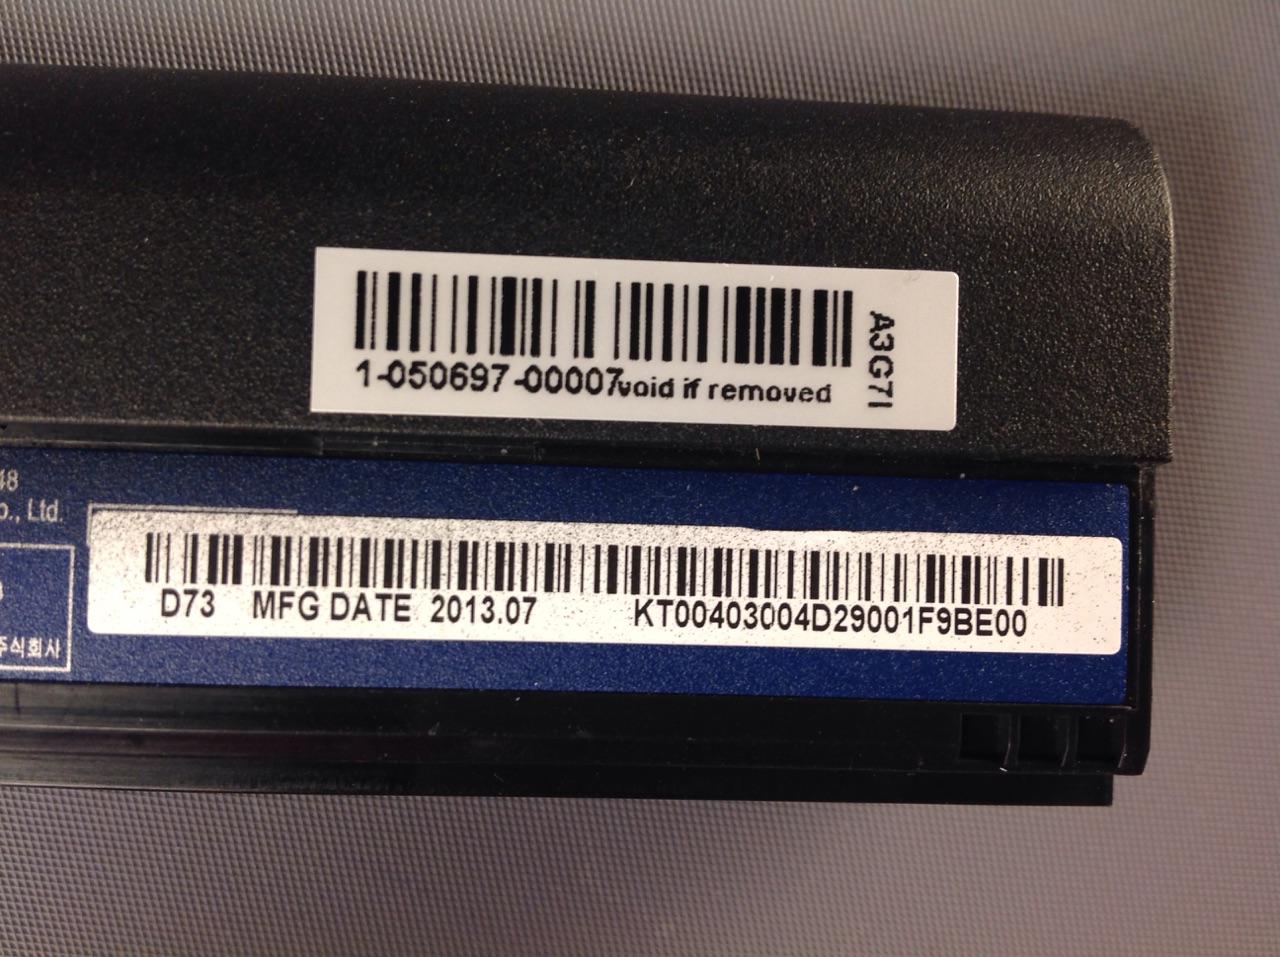 1-050697-00007void if removed
A3G7I
48
o., Ltd.
주식회사
D73 MFG DATE 2013.07 KT00403004D29001F9BE00